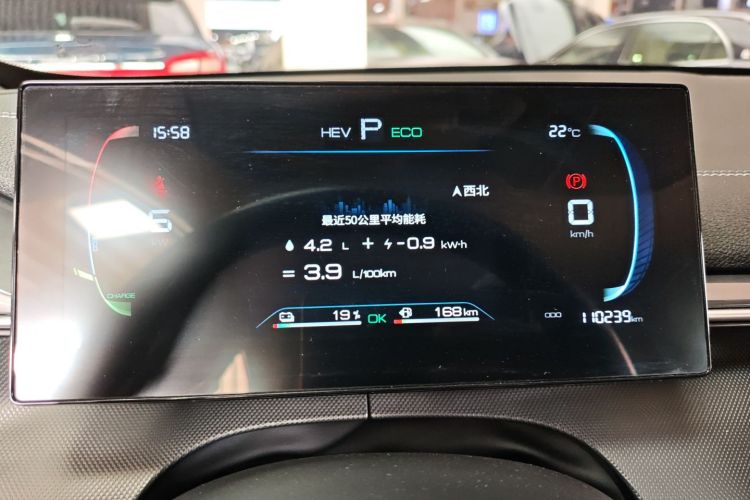 15:58 HEV P ECO 22°C
西北
最近50公里平均能耗
4.2 L + -0.9 kW·h
= 3.9 L/100km
0
km/h
CHARGE
19% OK 168km
ODO 110239km